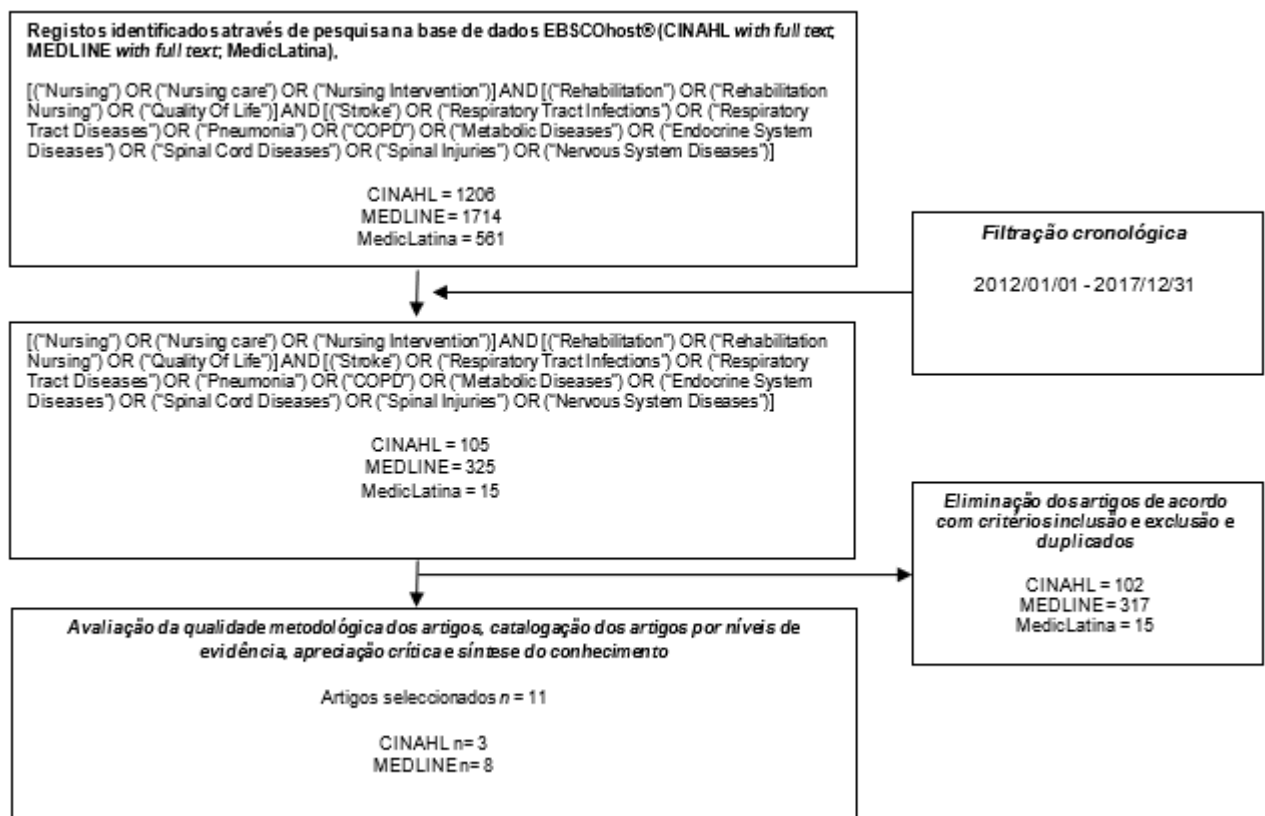 Registos identificados através de pesquisa na base de dados EBSCOhost® (CINAHL with full text;
MEDLINE with full text; MedicLatina),
[("Nursing") OR ("Nursing care") OR ("Nursing Intervention")] AND [("Rehabilitation") OR ("Rehabilitation
Nursing") OR ("Quality Of Life")] AND [("Stroke") OR ("Respiratory Tract Infections") OR ("Respiratory
Tract Diseases") OR ("Pneumonia") OR ("COPD") OR ("Metabolic Diseases") OR ("Endocrine System
Diseases") OR ("Spinal Cord Diseases") OR ("Spinal Injuries") OR ("Nervous System Diseases")]
CINAHL = 1206
MEDLINE = 1714
MedicLatina = 561
Filtração cronológica
2012/01/01 - 2017/12/31
[("Nursing") OR ("Nursing care") OR ("Nursing Intervention")] AND [("Rehabilitation") OR ("Rehabilitation
Nursing") OR ("Quality Of Life")] AND [("Stroke") OR ("Respiratory Tract Infections") OR ("Respiratory
Tract Diseases") OR ("Pneumonia") OR ("COPD") OR ("Metabolic Diseases") OR ("Endocrine System
Diseases") OR ("Spinal Cord Diseases") OR ("Spinal Injuries") OR ("Nervous System Diseases")]
CINAHL = 105
MEDLINE = 325
MedicLatina = 15
Eliminação dos artigos de acordo
com critérios inclusão e exclusão e
duplicados
CINAHL = 102
MEDLINE = 317
MedicLatina = 15
Avaliação da qualidade metodológica dos artigos, catalogação dos artigos por níveis de
evidência, apreciação crítica e síntese do conhecimento
Artigos seleccionados n = 11
CINAHL n= 3
MEDLINE n= 8